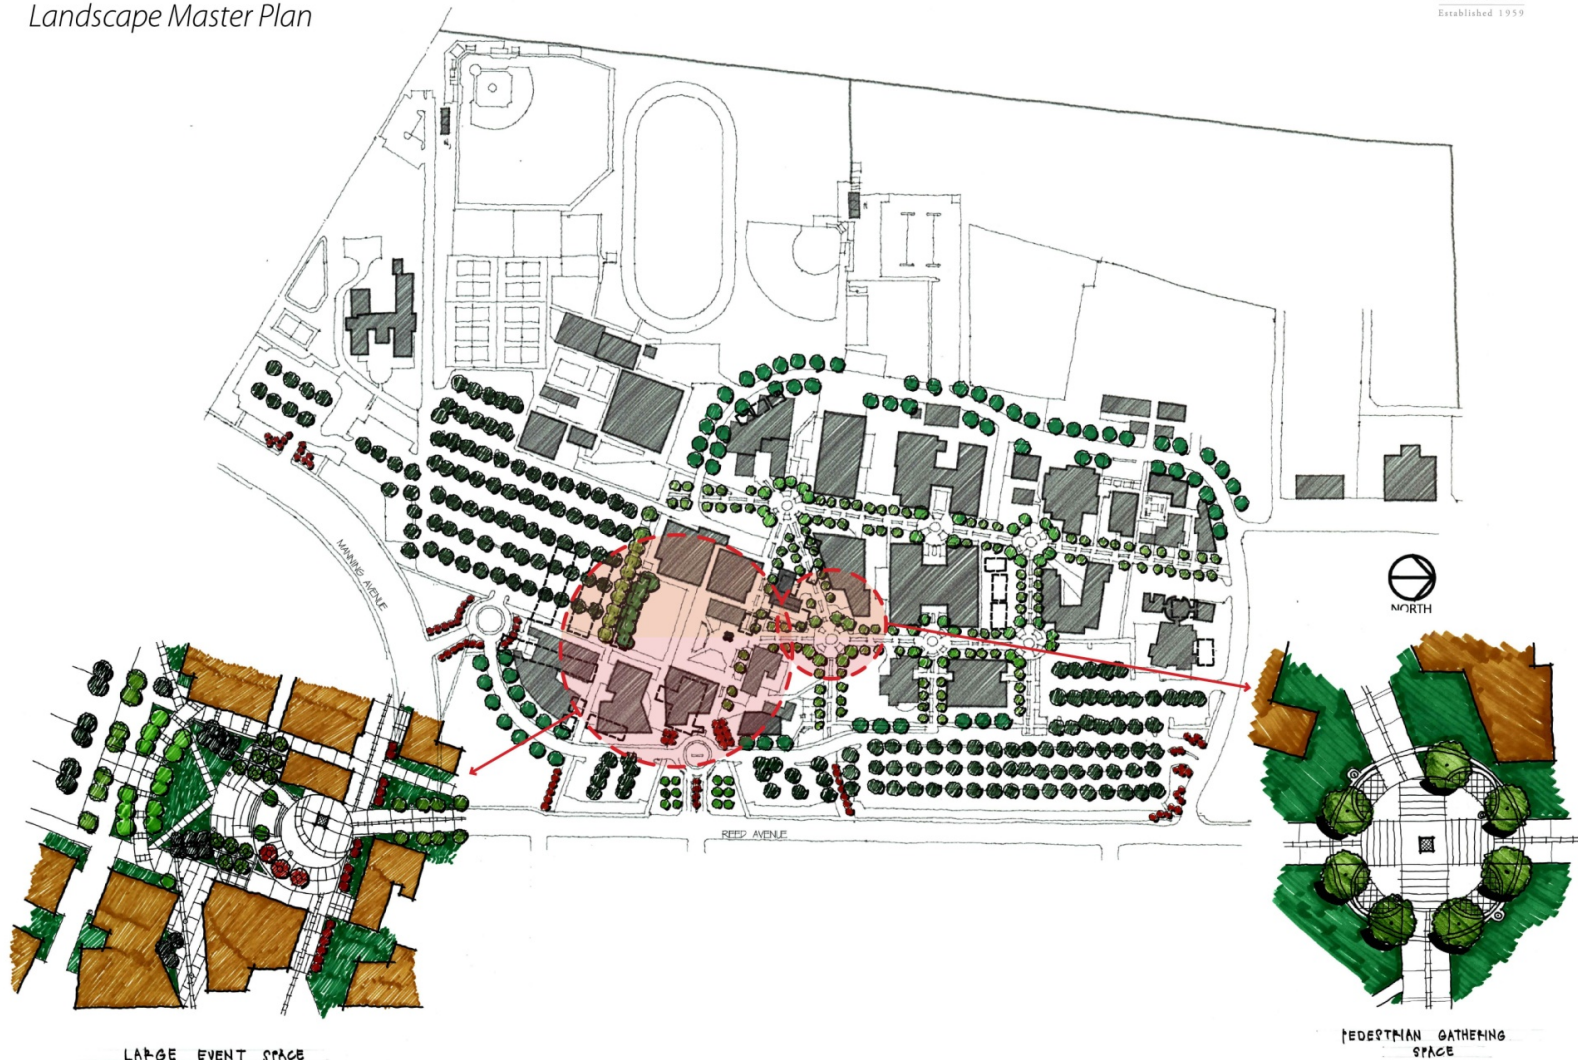 Landscape Master Plan
Established 1959
MANNING AVENUE
NORTH
REED AVENUE
LARGE EVENT SPACE
PEDESTRIAN GATHERING
SPACE